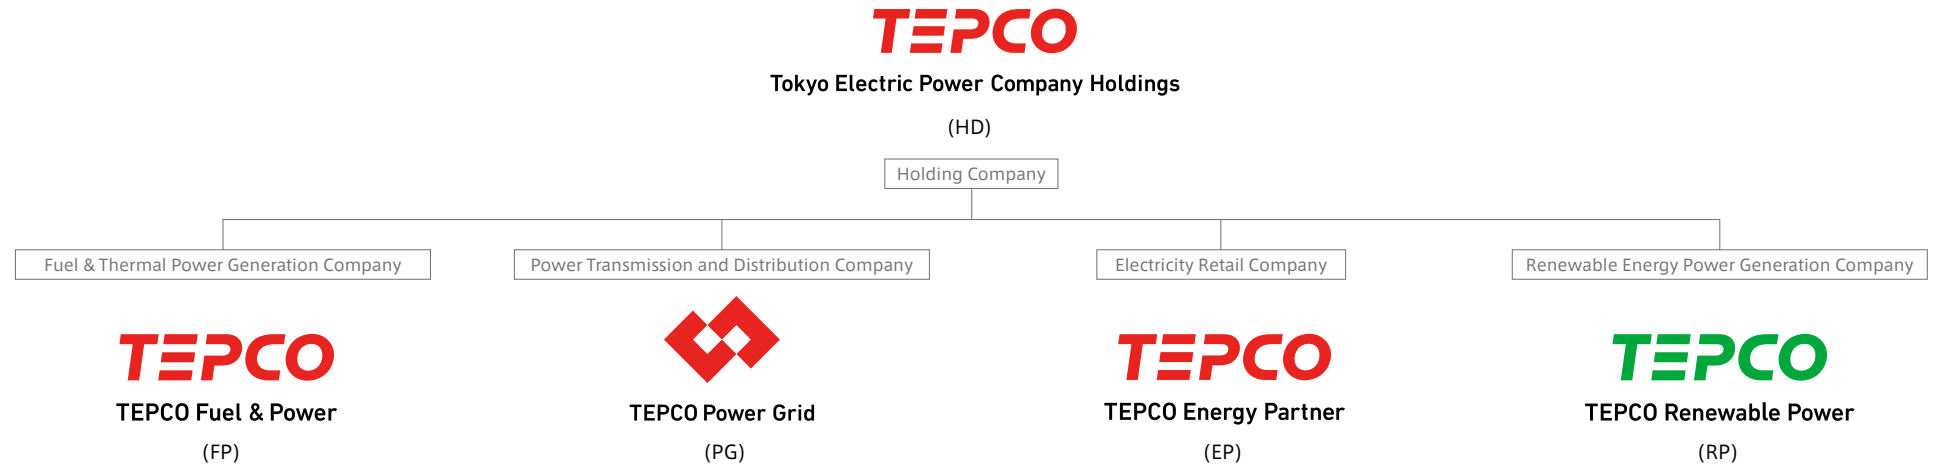 TEPCO
Tokyo Electric Power Company Holdings
(HD)
Holding Company
Fuel & Thermal Power Generation Company
Power Transmission and Distribution Company
Electricity Retail Company
Renewable Energy Power Generation Company
TEPCO
TEPCO
TEPCO
TEPCO Fuel & Power
TEPCO Power Grid
TEPCO Energy Partner
TEPCO Renewable Power
(FP)
(PG)
(EP)
(RP)